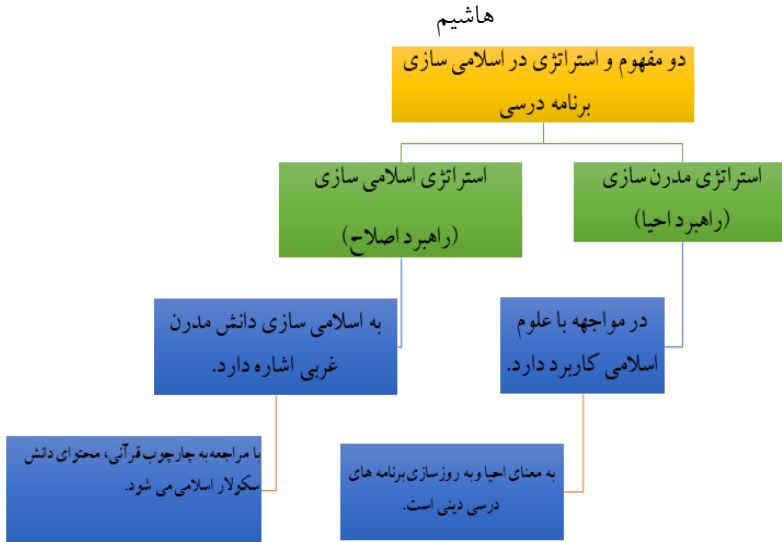 هاشیم
دو مفهوم و استراتژی در اسلامی سازی
برنامه درسی
استراتژی مدرن سازی
(راهبرد احیا)
استراتژی اسلامی سازی
(راهبرد اصلاح)
در مواجهه با علوم
اسلامی کاربرد دارد.
به اسلامی سازی دانش مدرن
غربی اشاره دارد.
به معنای احیا وبه روزسازی برنامه های
درسی دینی است.
با مراجعه به چارچوب قرآنی، محتوای دانش
سکولار اسلامی می شود.